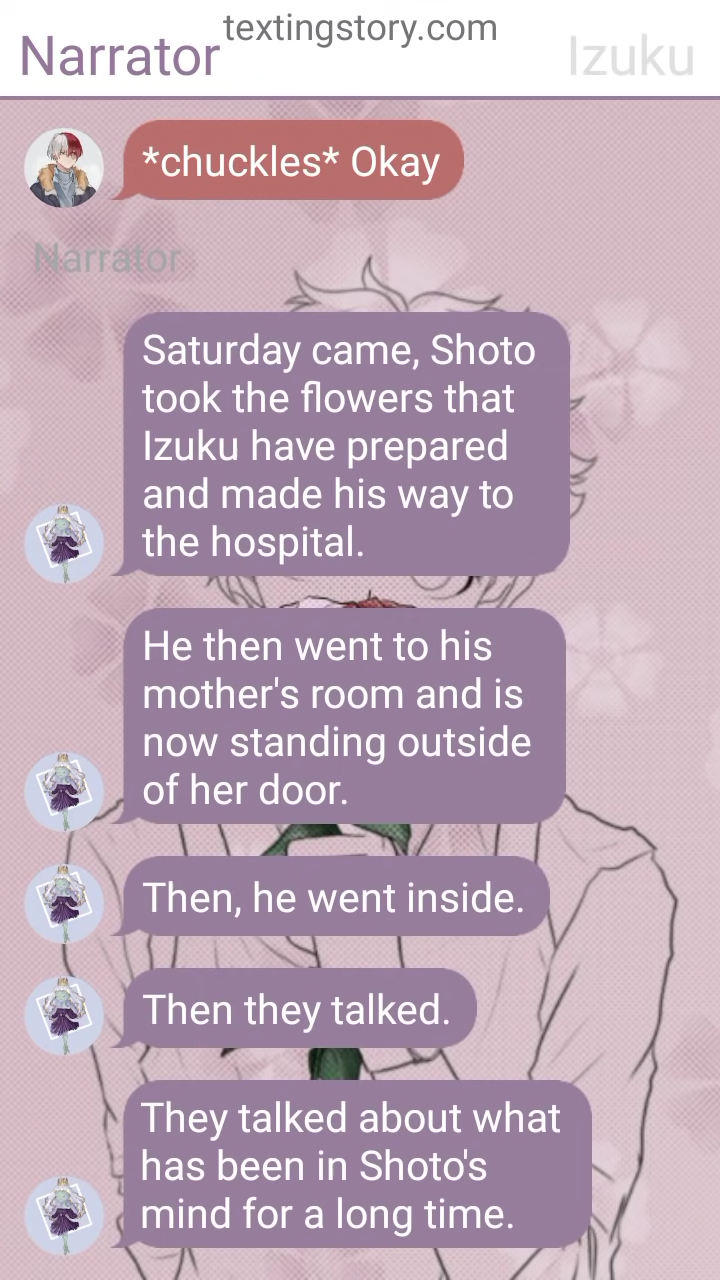 textingstory.com
Narrator
Izuku
*chuckles* Okay
Narrator
Saturday came, Shoto
took the flowers that
Izuku have prepared
and made his way to
the hospital.
He then went to his
mother's room and is
now standing outside
of her door.
Then, he went inside.
Then they talked.
They talked about what
has been in Shoto's
mind for a long time.